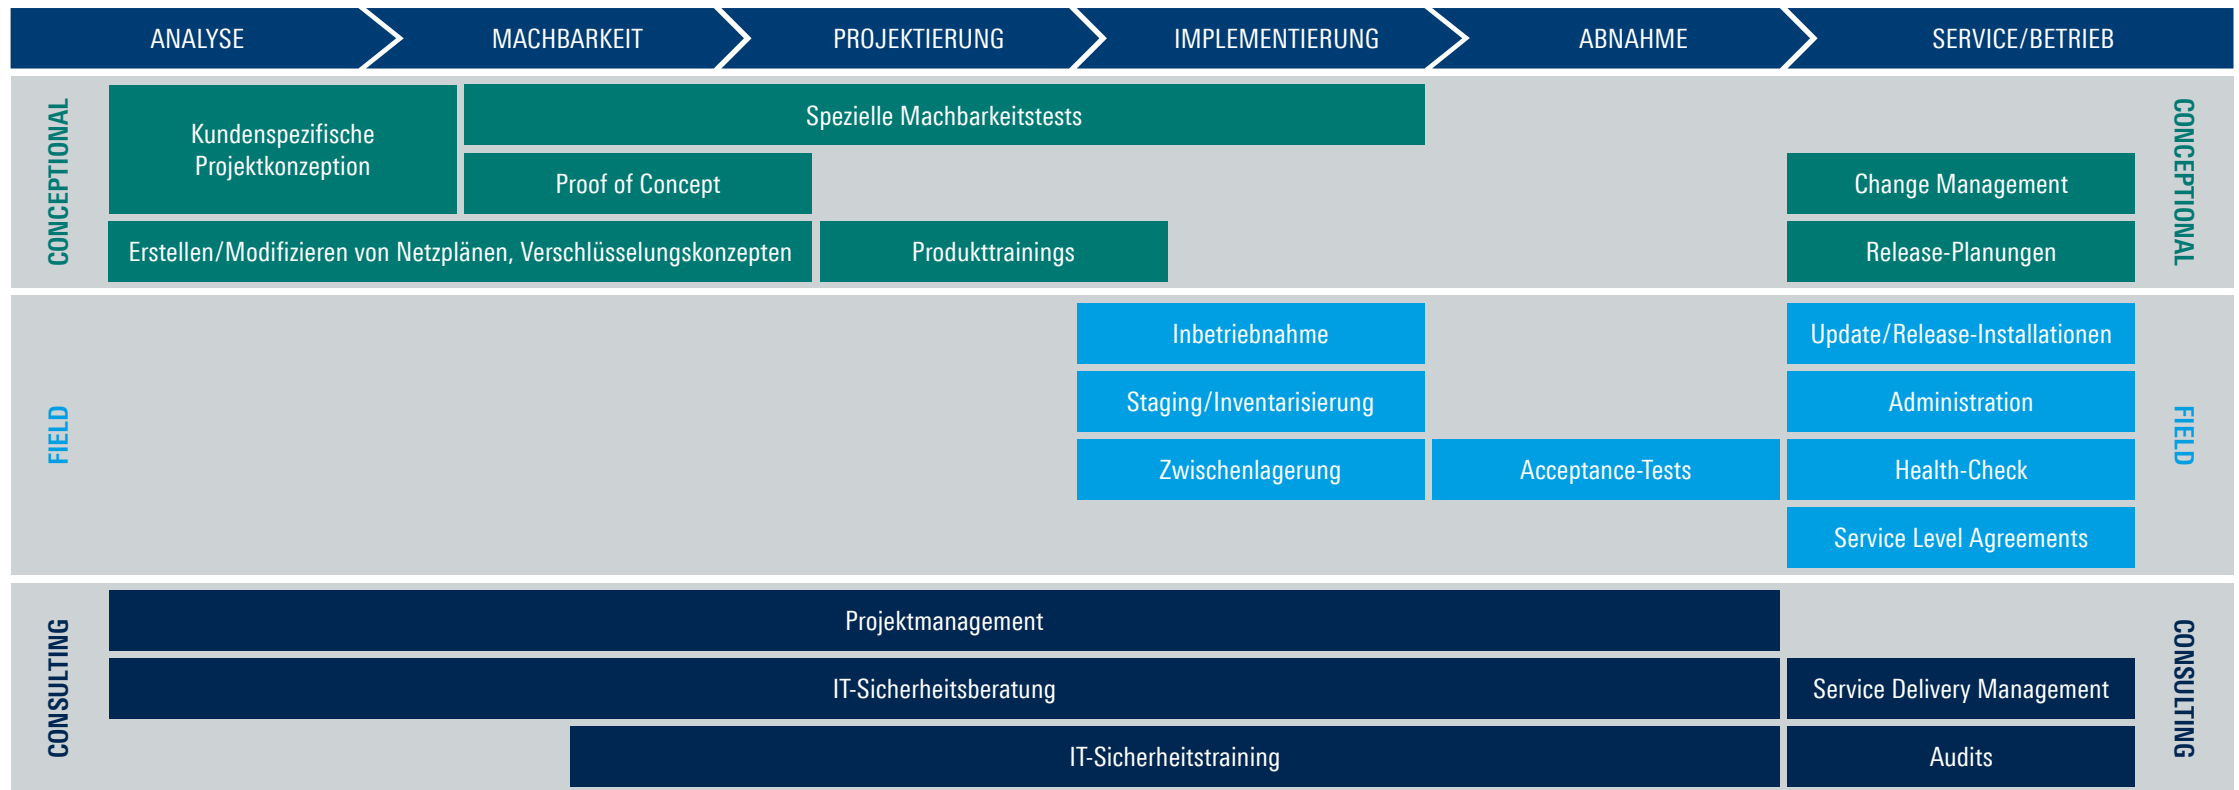 ANALYSE
MACHBARKEIT
PROJEKTIERUNG
IMPLEMENTIERUNG
ABNAHME
SERVICE/BETRIEB
CONCEPTIONAL
Kundenspezifische
Projektkonzeption
Spezielle Machbarkeitstests
Proof of Concept
Change Management
Erstellen/Modifizieren von Netzplänen, Verschlüsselungskonzepten
Produkttrainings
Release-Planungen
CONCEPTIONAL
FIELD
Inbetriebnahme
Update/Release-Installationen
Staging/Inventarisierung
Administration
Zwischenlagerung
Acceptance-Tests
Health-Check
Service Level Agreements
FIELD
CONSULTING
Projektmanagement
IT-Sicherheitsberatung
Service Delivery Management
IT-Sicherheitstraining
Audits
CONSULTING